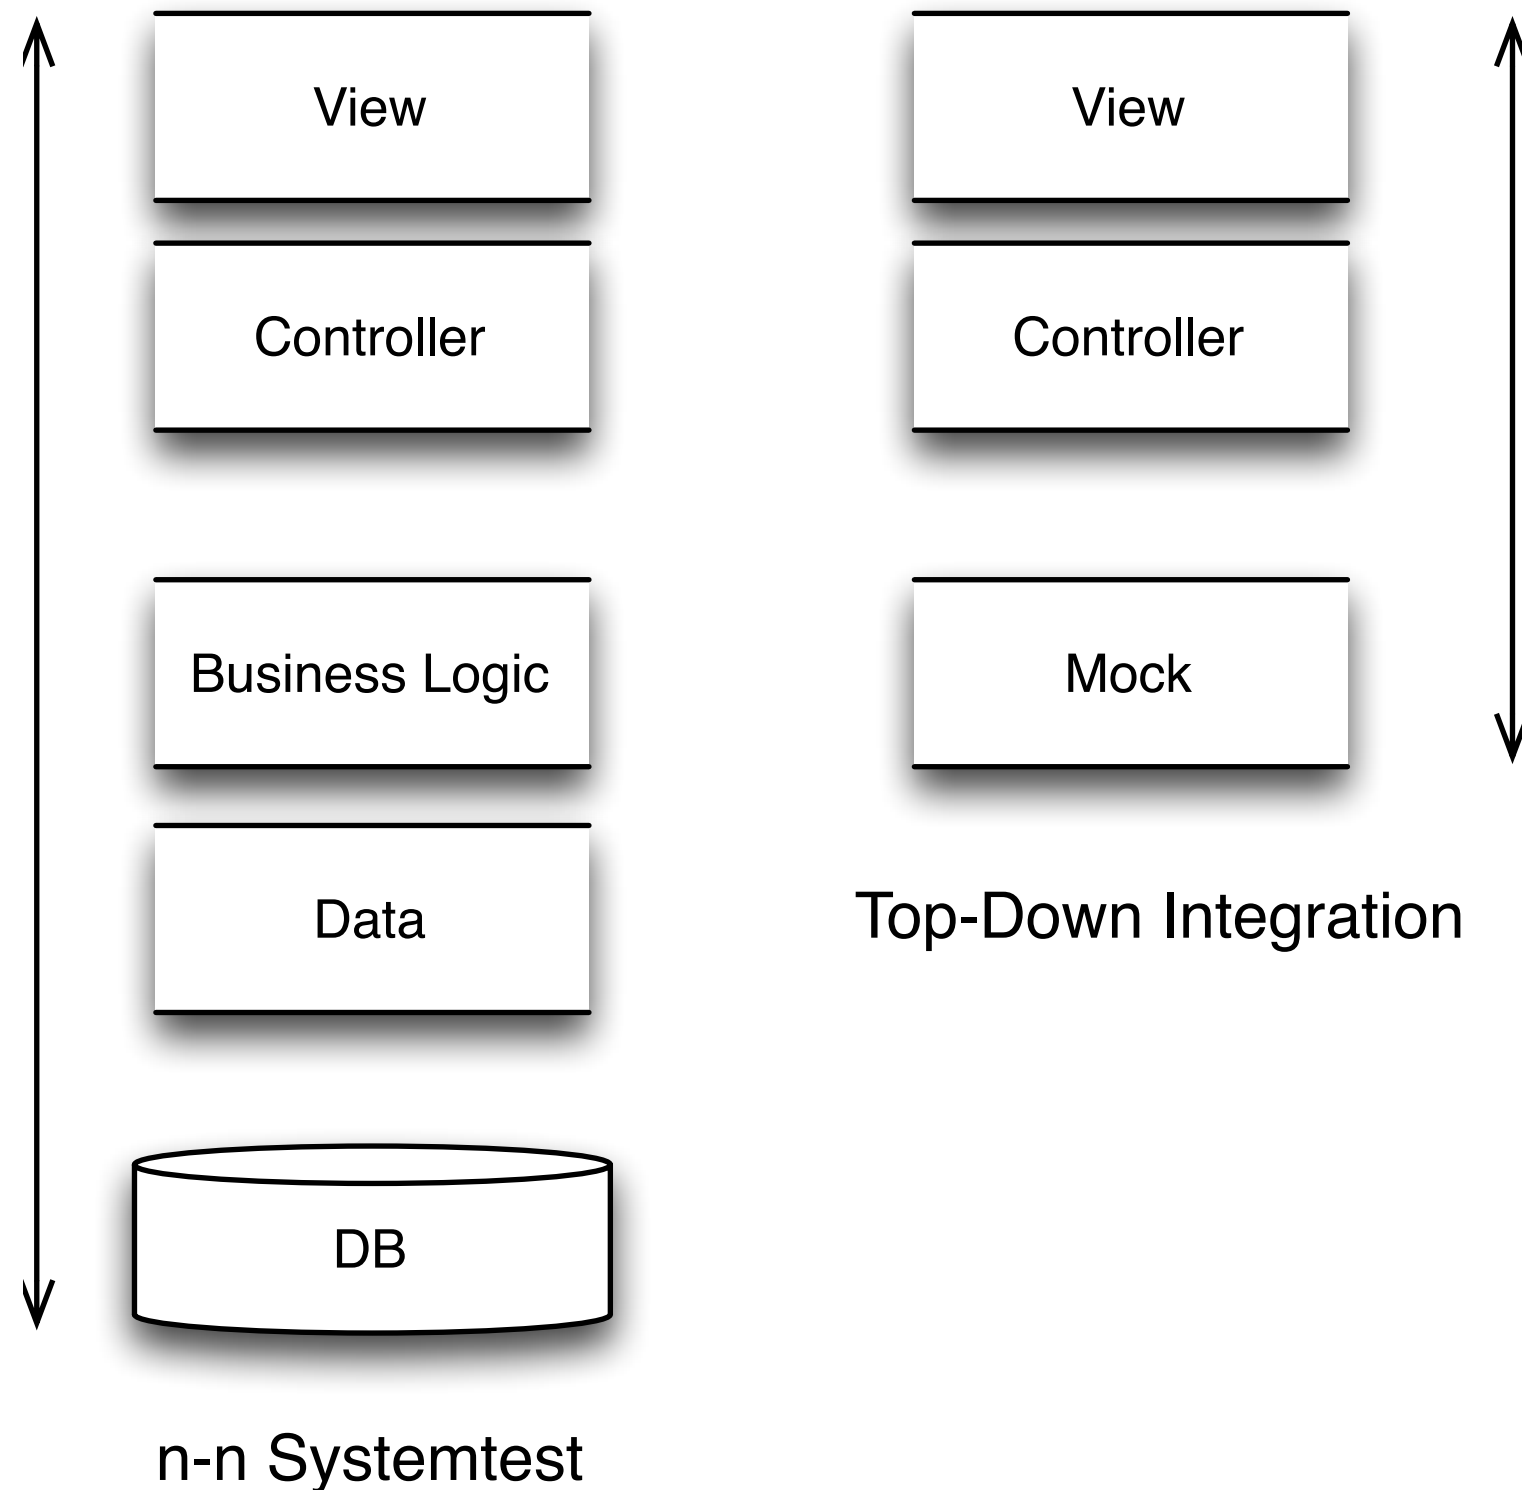 View
Controller
Business Logic
Data
DB
n-n Systemtest
View
Controller
Mock
Top-Down Integration